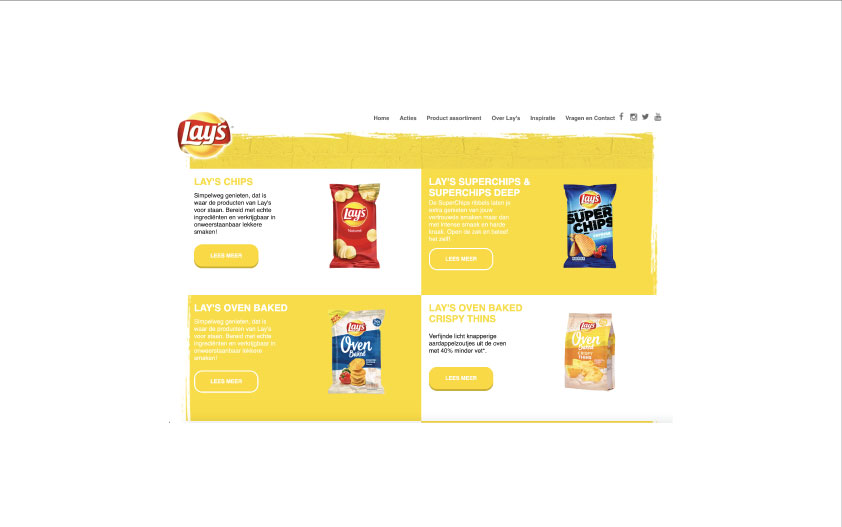 Home Acties Product assortiment Over Lay's Inspiratie Vragen en Contact
Lay's
LAY'S CHIPS
Simpelweg genieten, dat is
waar de producten van Lay's
voor staan. Bereid met echte
ingrediënten en verkrijgbaar in
onweerstaanbaar lekkere
smaken!
LEES MEER
Lay's
LAY'S SUPERCHIPS &
SUPERCHIPS DEEP
De SuperChips ribbels laten je
extra genieten van jouw
vertrouwde smaken maar dan
met intense smaak en harde
knaak. Open de zak en beleef
het zelf!
LEES MEER
Lay's
SUPER
CHIPS
LAY'S OVEN BAKED
Simpelweg genieten, dat is
waar de producten van Lay's
voor staan. Bereid met echte
ingrediënten en verkrijgbaar in
onweerstaanbaar lekkere
smaken!
LEES MEER
Lay's
Oven
Baked
LAY'S OVEN BAKED
CRISPY THINS
Verfijnde licht knapperige
aardappelzoutjes uit de oven
met 40% minder vet*.
LEES MEER
Lay's
Oven
Baked
CRISPY
THINS